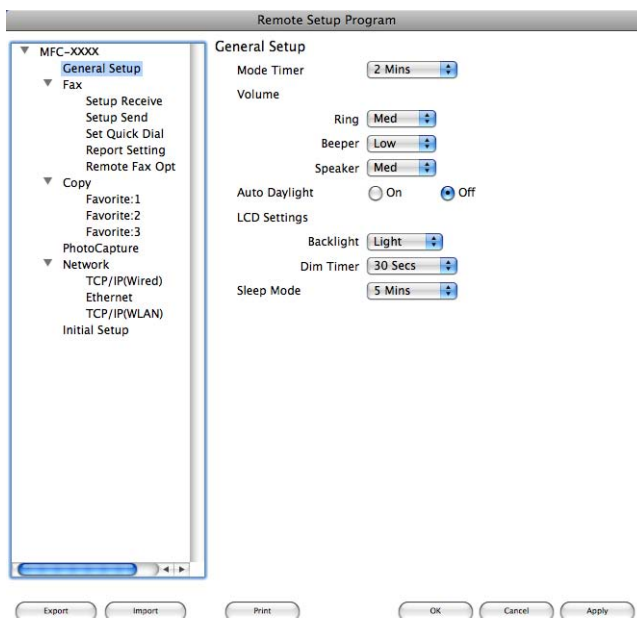 Remote Setup Program
MFC-XXXX
General Setup
Fax
Setup Receive
Setup Send
Set Quick Dial
Report Setting
Remote Fax Opt
Copy
Favorite:1
Favorite:2
Favorite:3
PhotoCapture
Network
TCP/IP(Wired)
Ethernet
TCP/IP(WLAN)
Initial Setup
General Setup
Mode Timer 2 Mins
Volume
Ring Med
Beeper Low
Speaker Med
Auto Daylight On Off
LCD Settings
Backlight Light
Dim Timer 30 Secs
Sleep Mode 5 Mins
Export Import Print OK Cancel Apply